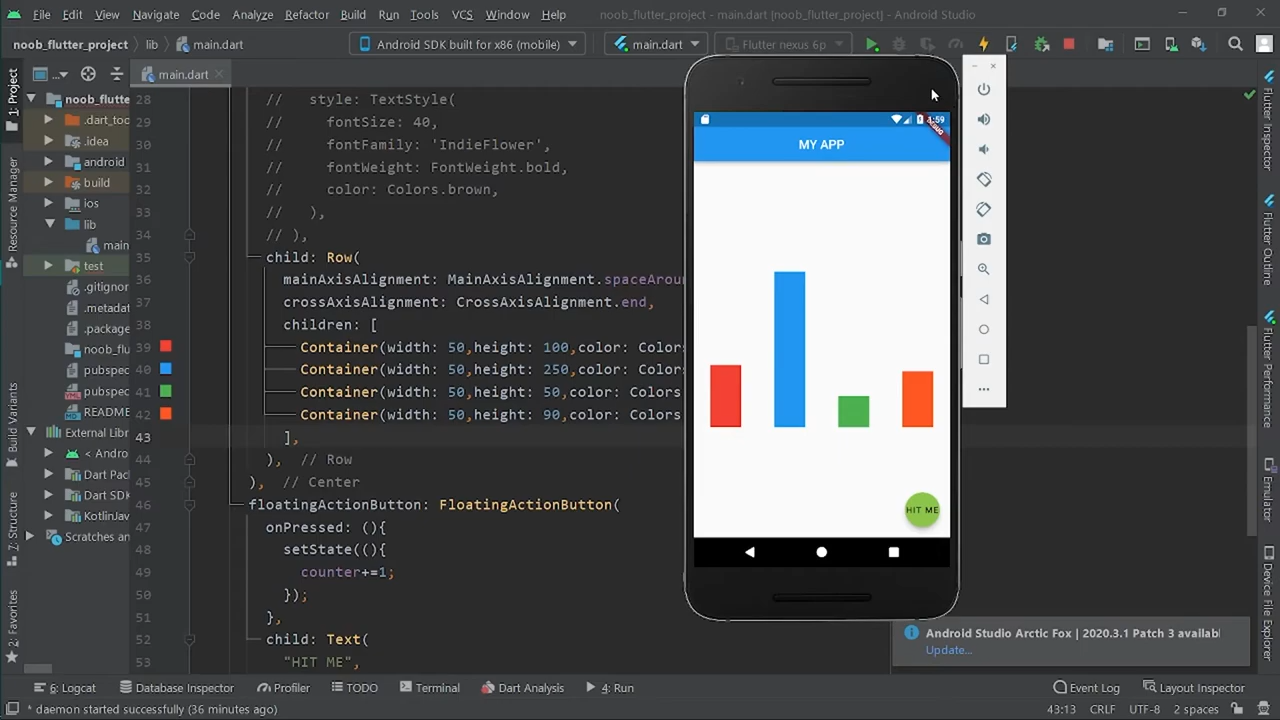 File Edit View Navigate Code Analyze Refactor Build Run Tools VCS Window Help noob_flutter_project - main.dart [noob_flutter_project] - Android Studio
noob_flutter_project lib main.dart Android SDK built for x86 (mobile) main.dart Flutter nexus 6p
1: Project ... main.dart
noob_flutte
.dart_too
.idea
android
build
ios
lib
main
test
.gitignor
.metadat
.package
noob_flu
pubspec
pubspec
README
External Lib
< Andro
Dart Pac
Dart SDK
KotlinJav
Scratches an
Resource Manager
Build Variants
7: Structure
2: Favorites
28 // style: TextStyle(
29 // fontSize: 40,
30 // fontFamily: 'IndieFlower',
31 // fontWeight: FontWeight.bold,
32 // color: Colors.brown,
33 // ),
34 // ),
35 child: Row(
36 mainAxisAlignment: MainAxisAlignment.spaceArou
37 crossAxisAlignment: CrossAxisAlignment.end,
38 children: [
39 Container(width: 50,height: 100,color: Colors
40 Container(width: 50,height: 250,color: Colors
41 Container(width: 50,height: 50,color: Colors
42 Container(width: 50,height: 90,color: Colors
43 ],
44 ), // Row
45 ), // Center
46 floatingActionButton: FloatingActionButton(
47 onPressed: (){
48 setState((){
49 counter+=1;
50 });
51 },
52 child: Text(
53 "HIT ME",
:59
MY APP
HIT ME
Flutter Inspector
Flutter Outline
Flutter Performance
Emulator
Device File Explorer
Android Studio Arctic Fox | 2020.3.1 Patch 3 availabl
Update...
6: Logcat Database Inspector Profiler TODO Terminal Dart Analysis 4: Run Event Log Layout Inspector
* daemon started successfully (36 minutes ago) 43:13 CRLF UTF-8 2 spaces